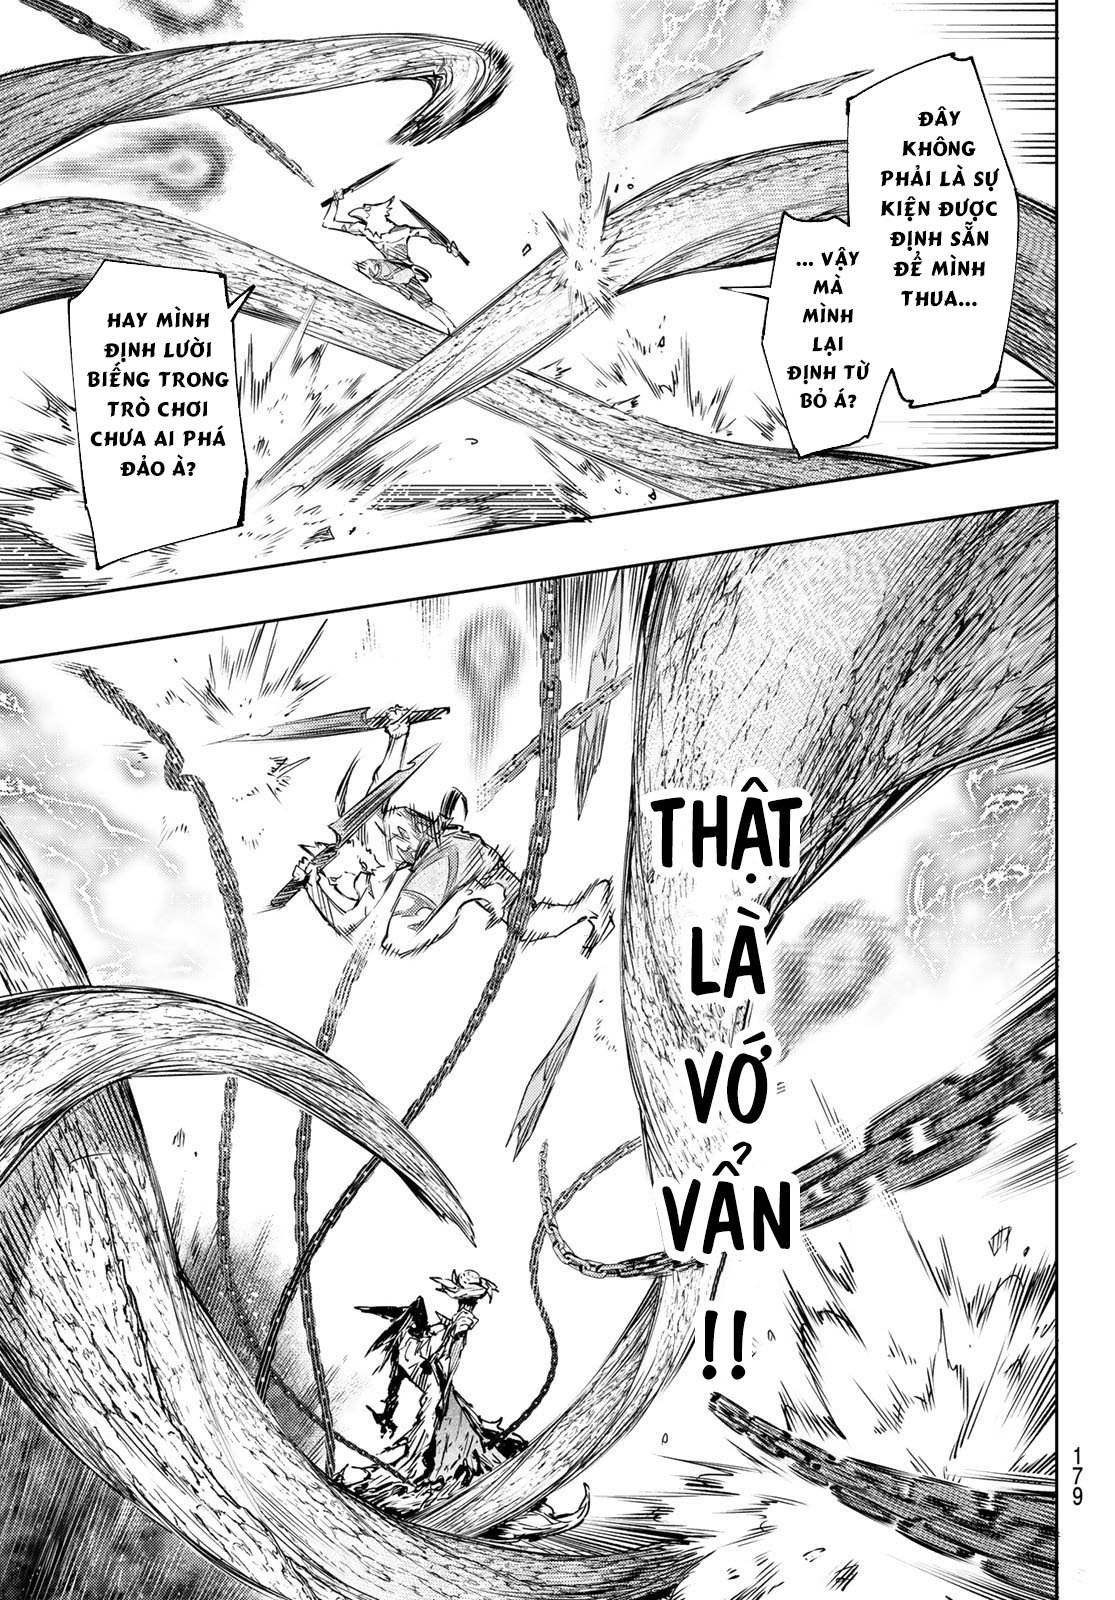 ĐÂY
KHÔNG
PHẢI LÀ SỰ
KIỆN ĐƯỢC
ĐỊNH SẴN
ĐỂ MÌNH
THUA...
... VẬY
MÀ
MÌNH
LẠI
ĐỊNH TỪ
BỎ Á?
HAY MÌNH
ĐỊNH LƯỜI
BIẾNG TRONG
TRÒ CHƠI
CHƯA AI PHÁ
ĐẢO À?
THẬT
LÀ
VỚ
VẨN
!!
179